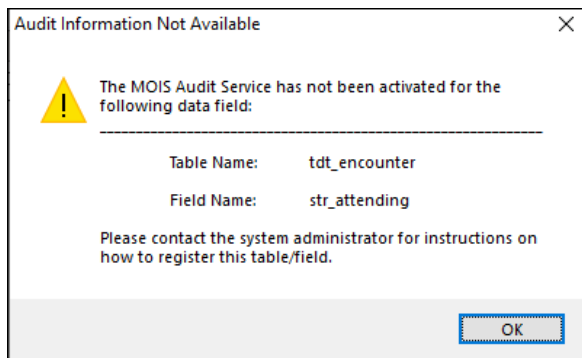 Audit Information Not Available
The MOIS Audit Service has not been activated for the
following data field:
Table Name: tdt_encounter
Field Name: str_attending
Please contact the system administrator for instructions on
how to register this table/field.
OK